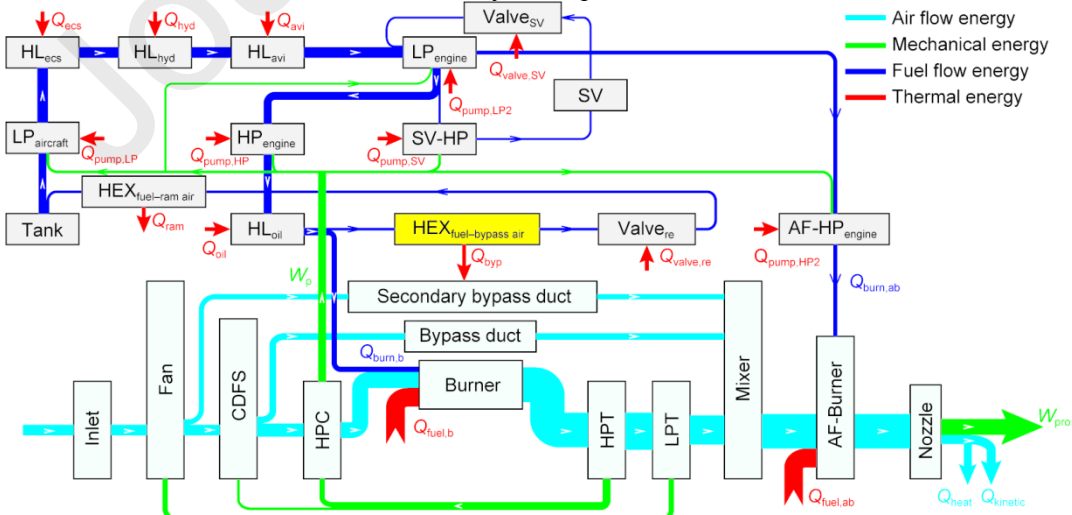 Q_ecs
Q_hyd
Q_avi
Valve_SV
Air flow energy
Mechanical energy
Fuel flow energy
Thermal energy
HL_ecs
HL_hyd
HL_avi
LP_engine
Q_valve,SV
Q_pump,LP2
SV
LP_aircraft
Q_pump,LP
HP_engine
Q_pump,HP
SV-HP
Q_pump,SV
HEX_fuel–ram air
Q_ram
Tank
HL_oil
Q_oil
HEX_fuel–bypass air
Valve_re
AF-HP_engine
Q_byp
Q_valve,re
Q_pump,HP2
W_p
Secondary bypass duct
Q_burn,ab
Bypass duct
Q_burn,b
Burner
Q_fuel,b
Inlet
Fan
CDFS
HPC
HPT
LPT
Mixer
AF-Burner
Nozzle
W_pro
Q_fuel,ab
Q_heat
Q_kinetic